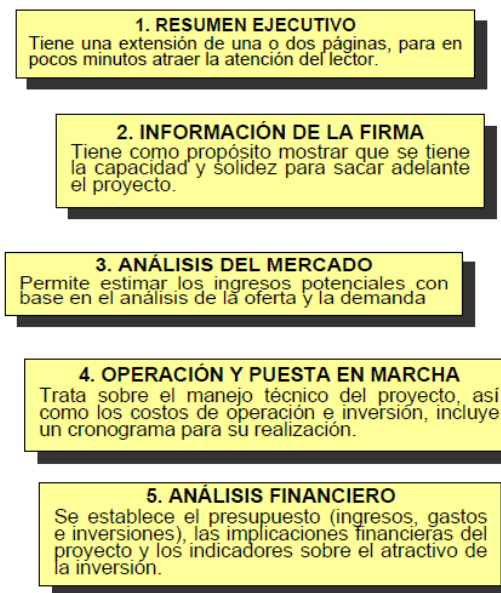 1. RESUMEN EJECUTIVO
Tiene una extensión de una o dos páginas, para en
pocos minutos atraer la atención del lector.
2. INFORMACIÓN DE LA FIRMA
Tiene como propósito mostrar que se tiene
la capacidad y solidez para sacar adelante
el proyecto.
3. ANÁLISIS DEL MERCADO
Permite estimar los ingresos potenciales con
base en el análisis de la oferta y la demanda
4. OPERACIÓN Y PUESTA EN MARCHA
Trata sobre el manejo técnico del proyecto, así
como los costos de operación e inversión, incluye
un cronograma para su realización.
5. ANÁLISIS FINANCIERO
Se establece el presupuesto (ingresos, gastos
e inversiones), las implicaciones financieras del
proyecto y los indicadores sobre el atractivo de
la inversión.